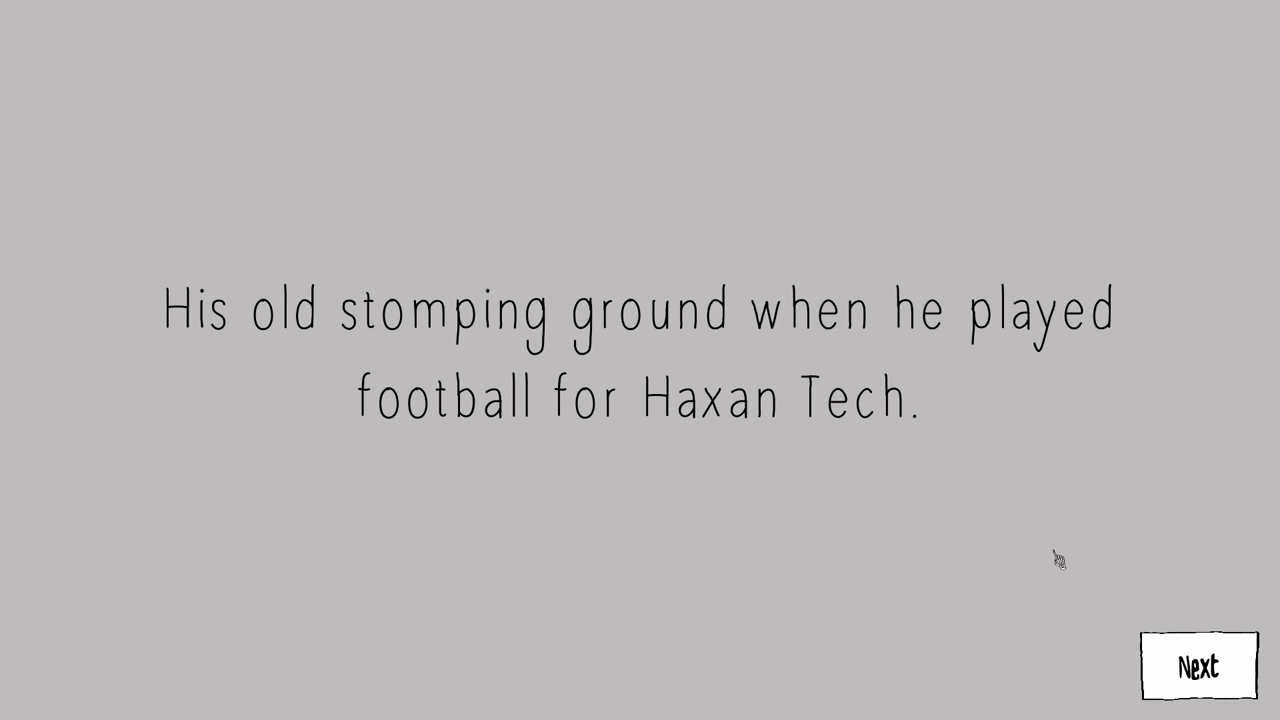 His old stomping ground when he played
football for Haxan Tech.
Next